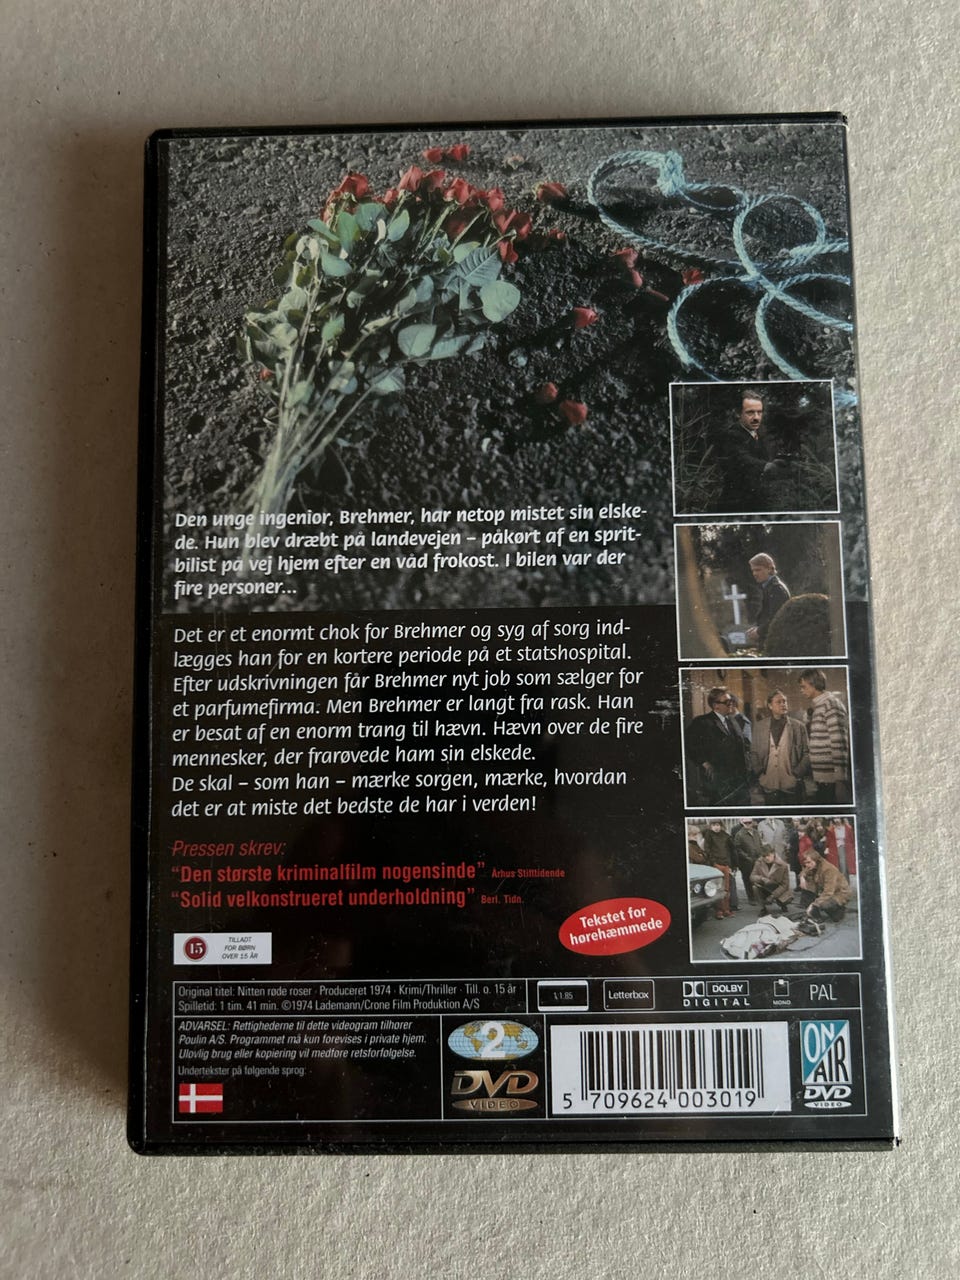 Den unge ingeniør, Brehmer, har netop mistet sin elske-
de. Hun blev dræbt på landevejen – påkørt af en sprit-
bilist på vej hjem efter en våd frokost. I bilen var der
fire personer...
Det er et enormt chok for Brehmer og syg af sorg ind-
lægges han for en kortere periode på et statshospital.
Efter udskrivningen får Brehmer nyt job som sælger for
et parfumefirma. Men Brehmer er langt fra rask. Han
er besat af en enorm trang til hævn. Hævn over de fire
mennesker, der frarøvede ham sin elskede.
De skal – som han – mærke sorgen, mærke, hvordan
det er at miste det bedste de har i verden!
Pressen skrev:
"Den største kriminalfilm nogensinde" Århus Stifttidende
"Solid velkonstrueret underholdning" Berl. Tidn.
Tekstet for
hørehæmmede
15
TILLADT
FOR BØRN
OVER 15 ÅR
Original titel: Nitten røde roser · Produceret 1974 · Krimi/Thriller · Till. o. 15 år
Spilletid: 1 tim. 41 min. ©1974 Lademann/Crone Film Produktion A/S
1:1.85
Letterbox
DOLBY
DIGITAL
MONO
PAL
ADVARSEL: Rettighederne til dette videogram tilhører
Poulin A/S. Programmet må kun forevises i private hjem.
Ulovlig brug eller kopiering vil medføre retsforfølgelse.
Undertekster på følgende sprog:
2
DVD
VIDEO
5 709624 003019
ON
AIR
DVD
VIDEO